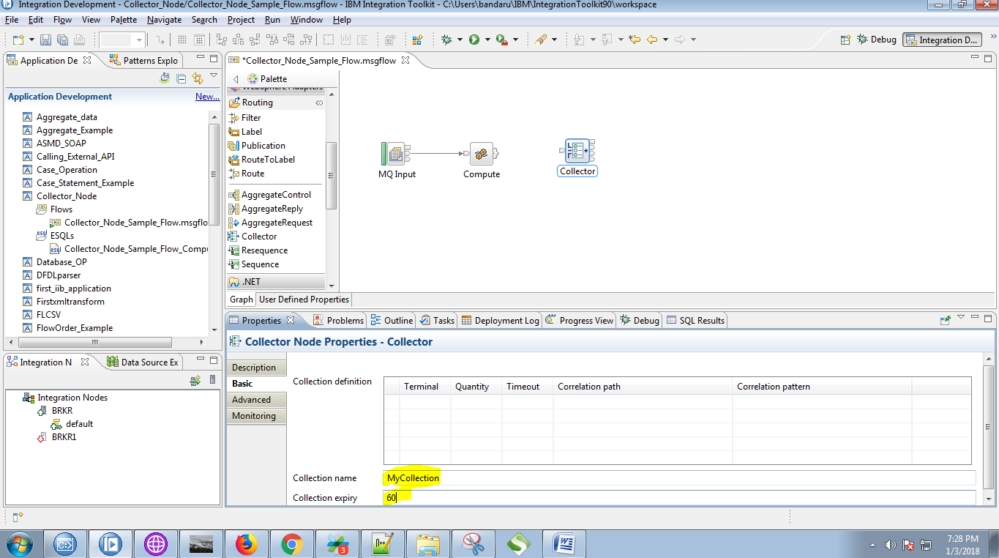 Integration Development - Collector_Node/Collector_Node_Sample_Flow.msgflow - IBM Integration Toolkit - C:\Users\bandaru\IBM\IntegrationToolkit90\workspace
File Edit Flow View Palette Navigate Search Project Run Window Help
Debug Integration D...
Application De
Patterns Explo
Application Development New...
Aggregate_data
Aggregate_Example
ASMD_SOAP
Calling_External_API
Case_Operation
Case_Statement_Example
Collector_Node
Flows
Collector_Node_Sample_Flow.msgflo
ESQLs
esql Collector_Node_Sample_Flow_Compu
Database_OP
DFDLparser
first_iib_application
Firstxmltransform
FLCSV
FlowOrder_Example
Integration N
Data Source Ex
Integration Nodes
BRKR
default
BRKR1
*Collector_Node_Sample_Flow.msgflow
Palette
WebSphere Adapters
Routing
Filter
Label
Publication
RouteToLabel
Route
AggregateControl
AggregateReply
AggregateRequest
Collector
Resequence
Sequence
.NET
MQ Input
Compute
Collector
Graph User Defined Properties
Properties Problems Outline Tasks Deployment Log Progress View Debug SQL Results
Collector Node Properties - Collector
Description
Basic
Advanced
Monitoring
Collection definition
Terminal Quantity Timeout Correlation path Correlation pattern
Collection name MyCollection
Collection expiry 60
3
7:28 PM
1/3/2018